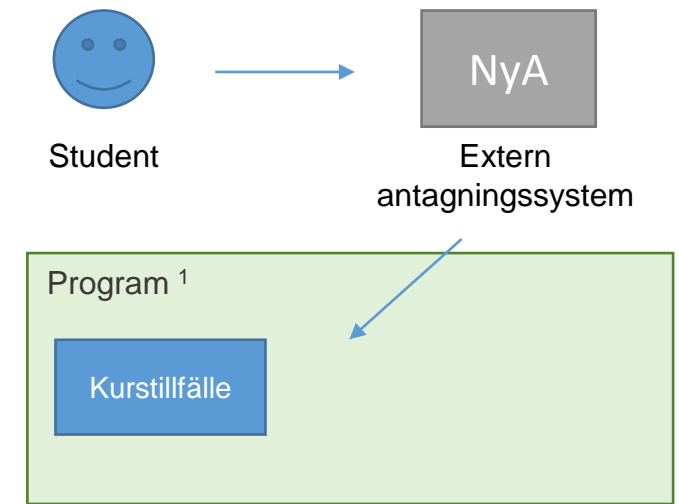 NyA
Student
Extern
antagningssystem
Program ¹
Kurstillfälle